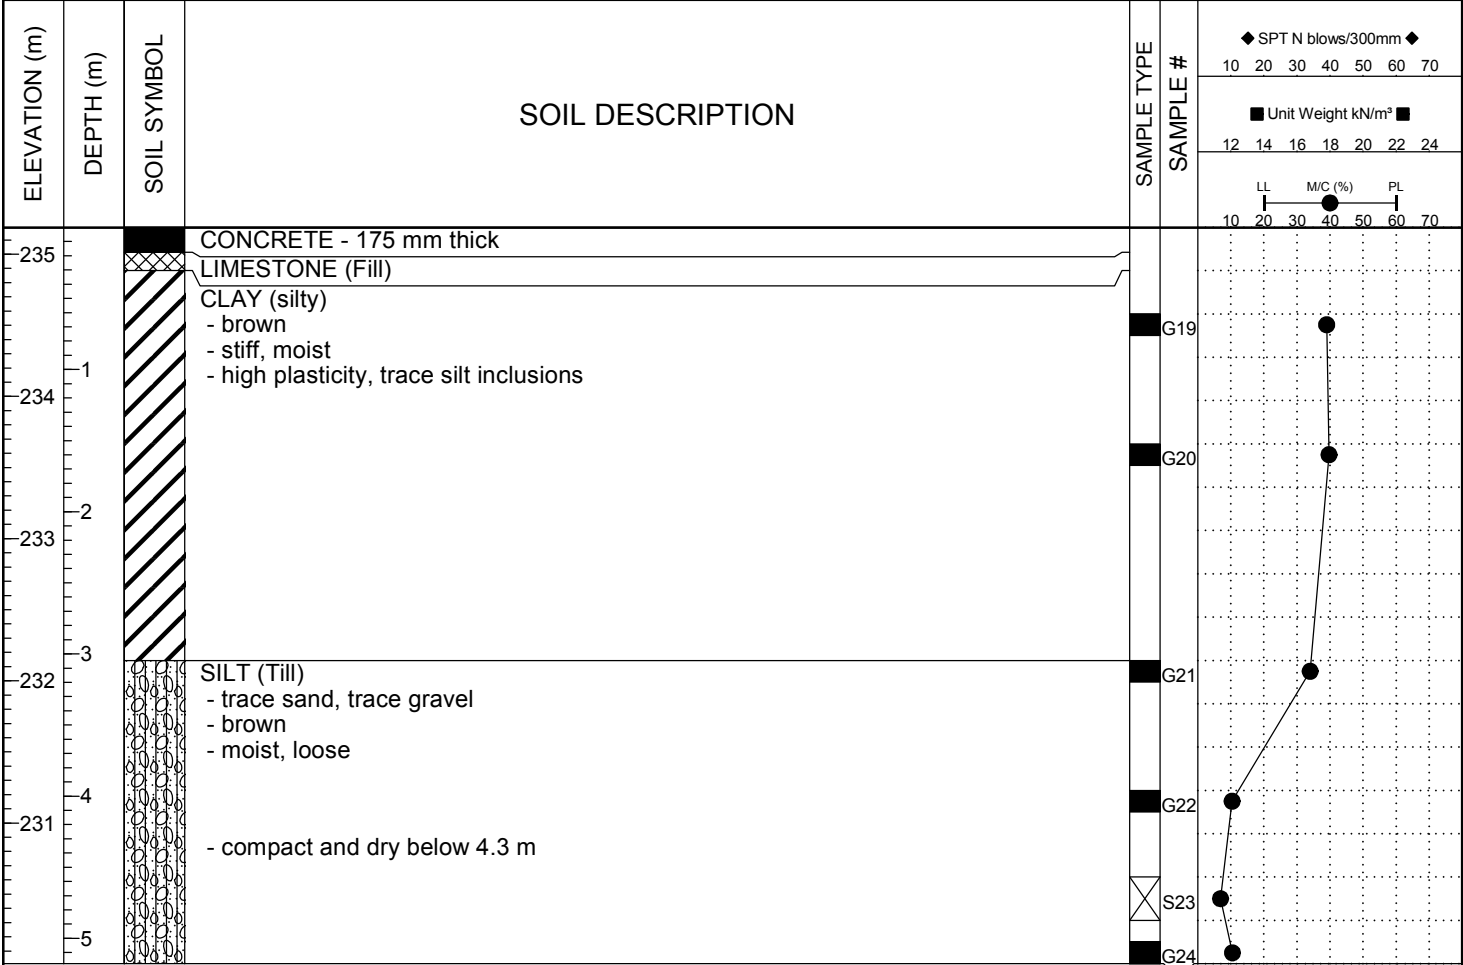 ELEVATION (m)
DEPTH (m)
SOIL SYMBOL
SOIL DESCRIPTION
SAMPLE TYPE
SAMPLE #
◆ SPT N blows/300mm ◆
10 20 30 40 50 60 70
■ Unit Weight kN/m³ ■
12 14 16 18 20 22 24
LL M/C (%) PL
10 20 30 40 50 60 70
235
CONCRETE - 175 mm thick
LIMESTONE (Fill)
CLAY (silty)
- brown
G19
- stiff, moist
1
- high plasticity, trace silt inclusions
234
G20
2
233
3
SILT (Till)
G21
232
- trace sand, trace gravel
- brown
- moist, loose
4
G22
231
- compact and dry below 4.3 m
S23
5
G24